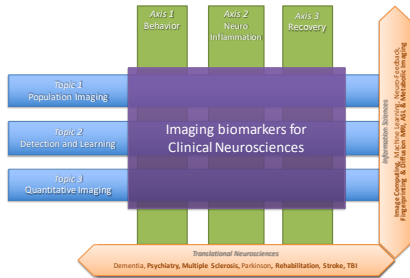 Axis 1
Behavior
Axis 2
Neuro
Inflammation
Axis 3
Recovery
Topic 1
Population Imaging
Topic 2
Detection and Learning
Topic 3
Quantitative Imaging
Imaging biomarkers for
Clinical Neurosciences
Information Sciences
Image Computing, Machine Learning, Neuro-Feedback,
Fingerprinting & Diffusion MRI, ASL & Metabolic Imaging
Translational Neurosciences
Dementia, Psychiatry, Multiple Sclerosis, Parkinson, Rehabilitation, Stroke, TBI